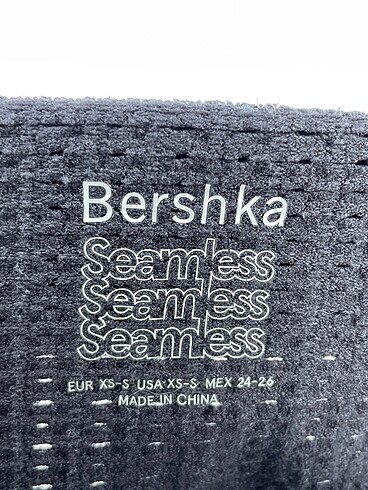 Bershka
Seamless
Seamless
Seamless
EUR XS-S USA XS-S MEX 24-26
MADE IN CHINA